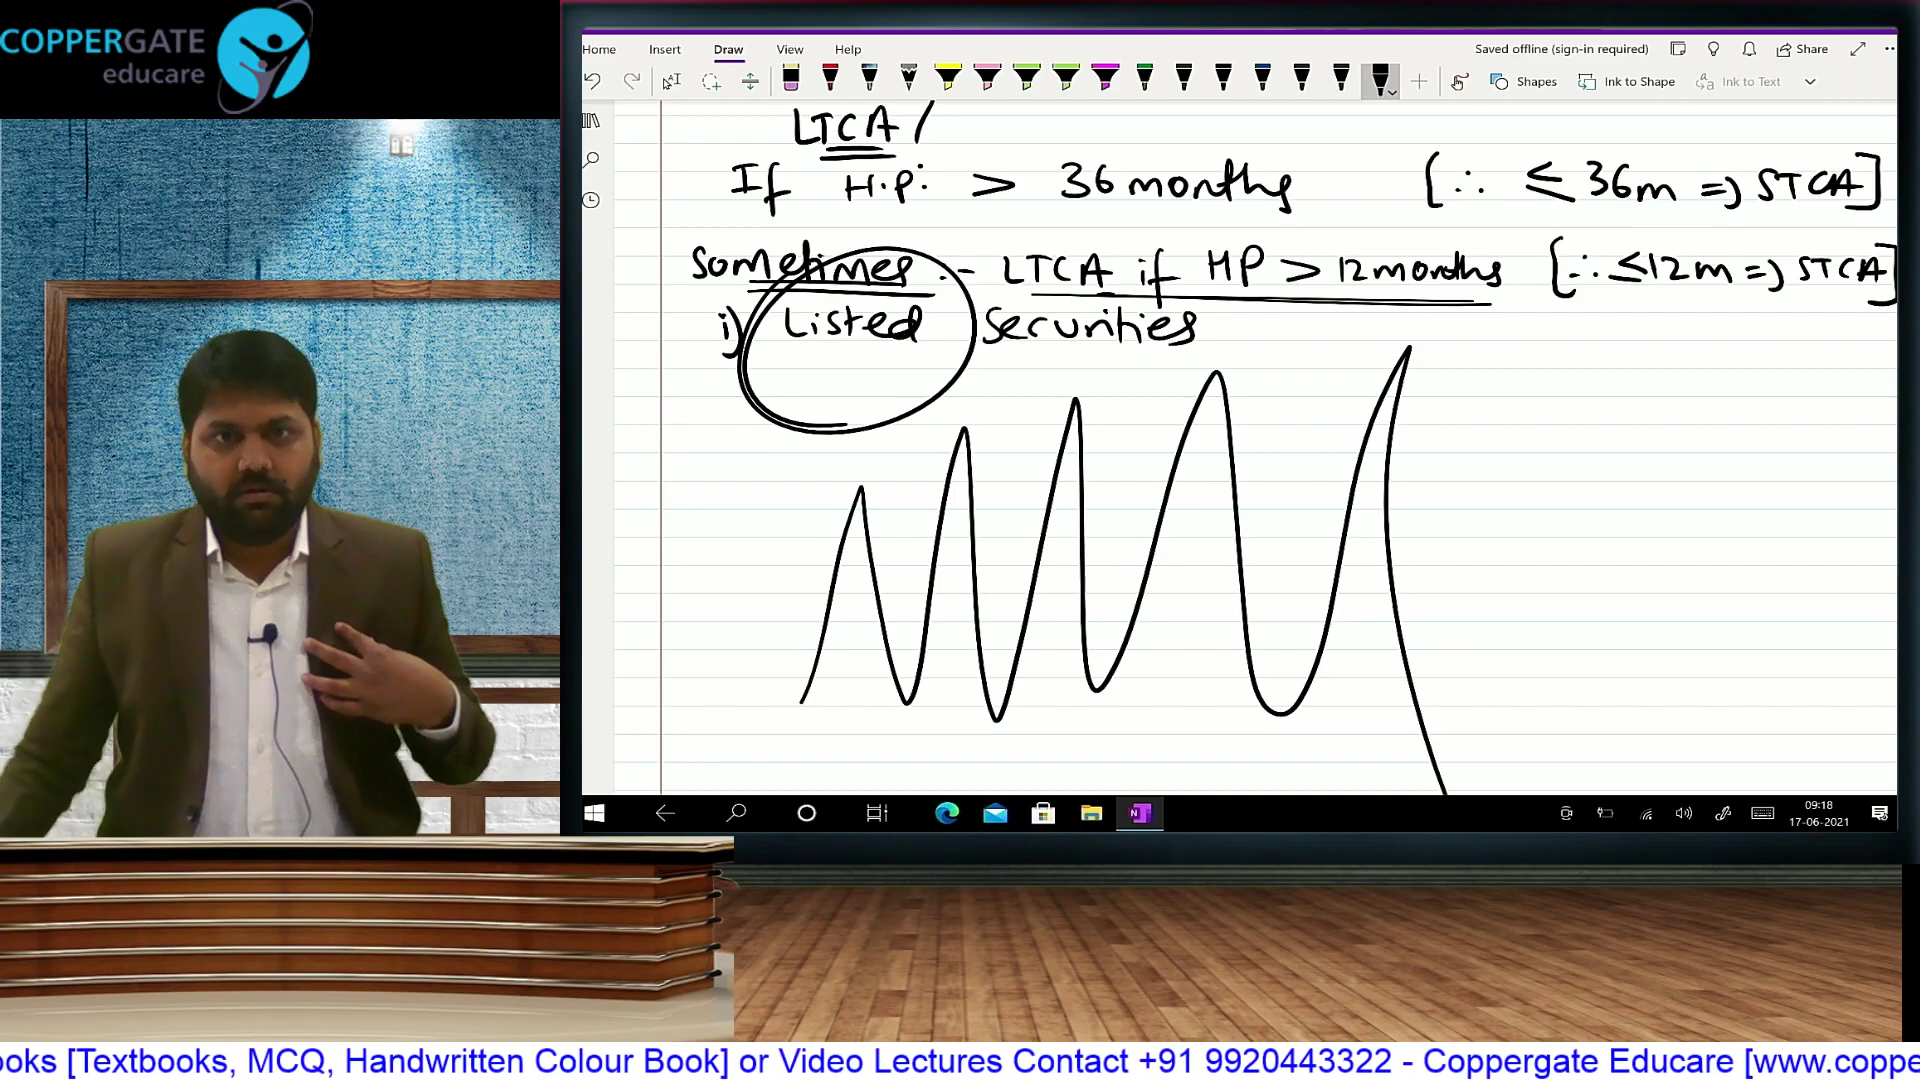 COPPERGATE
educare
Home Insert Draw View Help Saved offline (sign-in required) Share
Shapes Ink to Shape Ink to Text
LTCA /
If H.P. > 36 months [∴ ≤ 36m => STCA]
Sometimes :- LTCA if HP > 12 months [∴ ≤ 12m => STCA]
i) Listed Securities
09:18
17-06-2021
ooks [Textbooks, MCQ, Handwritten Colour Book] or Video Lectures Contact +91 9920443322 - Coppergate Educare [www.coppe